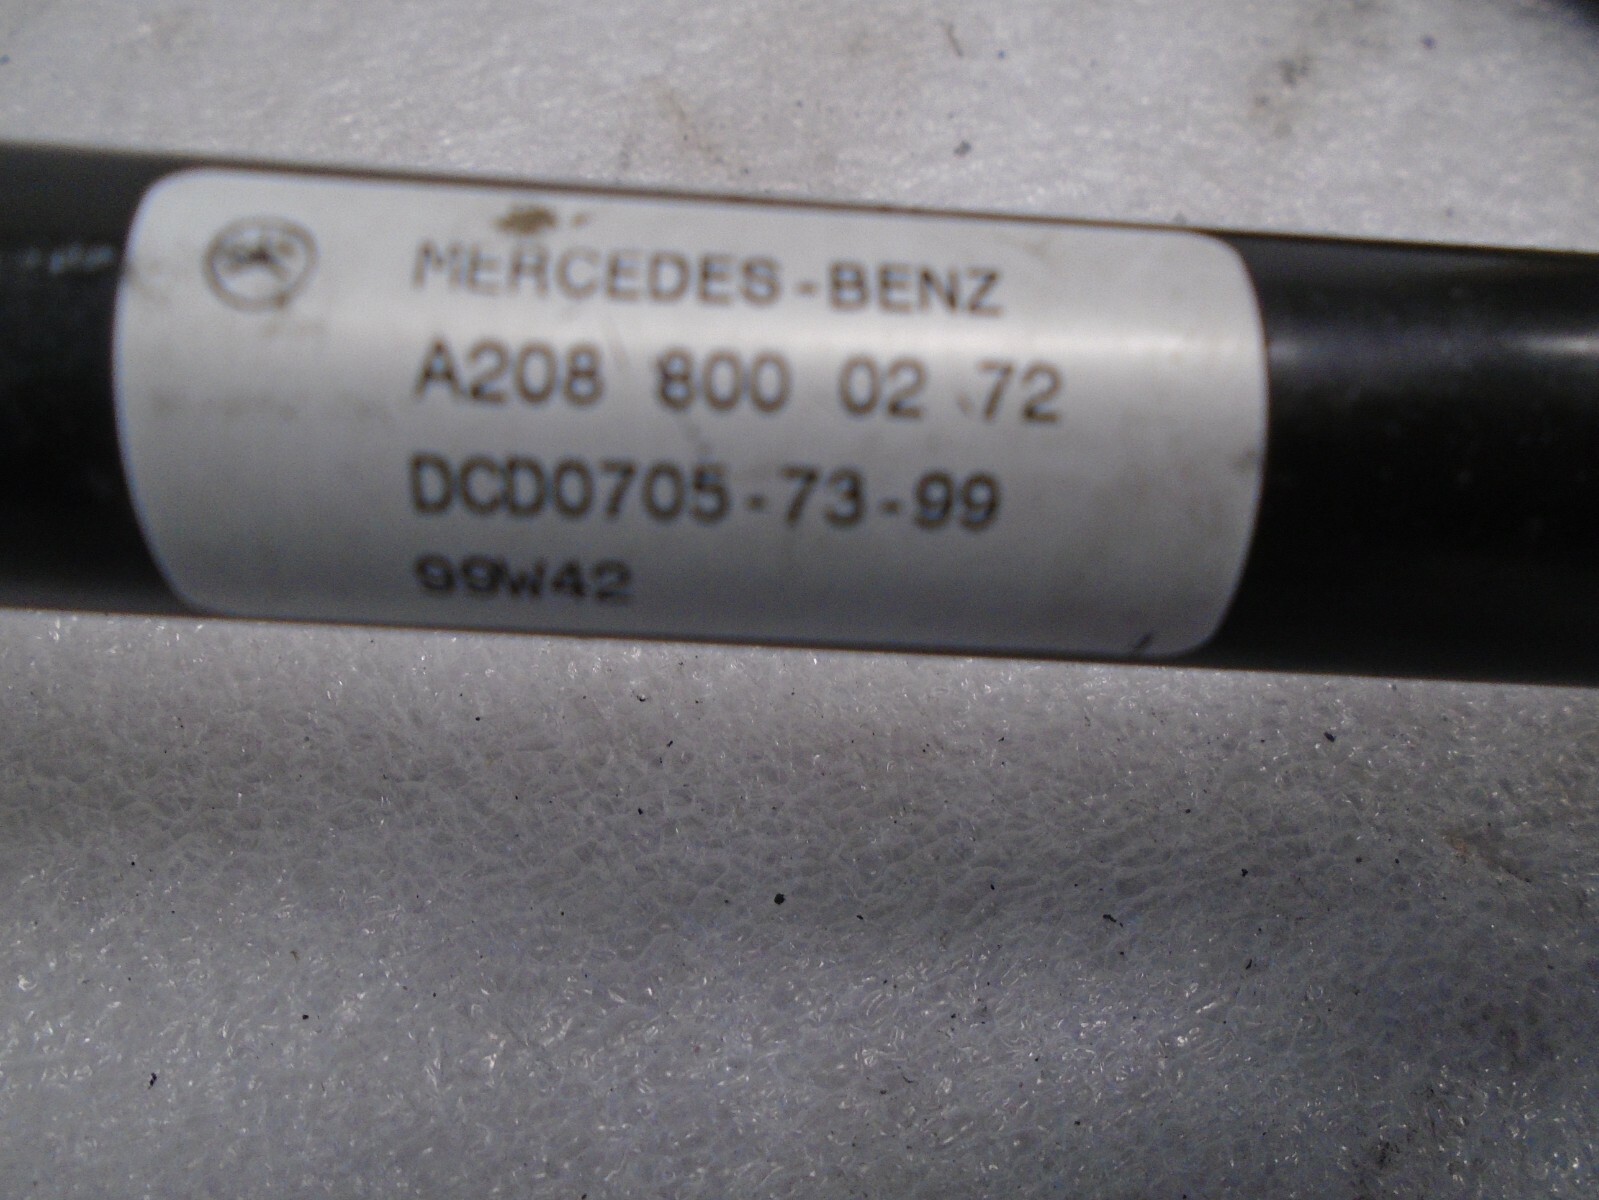 MERCEDES-BENZ
A208 800 02 72
DCD0705-73-99
99W42